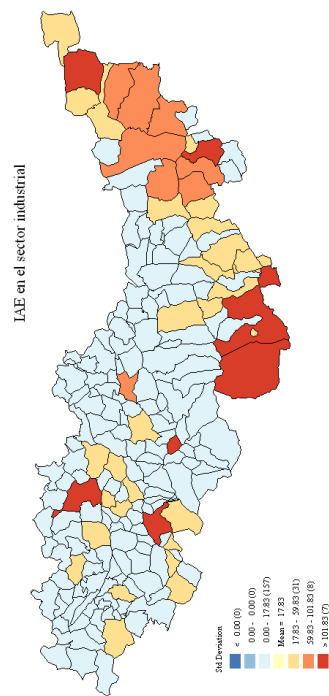 IAE en el sector industrial
Std Deviation
< 0.00 (0)
0.00 - 0.00 (0)
0.00 - 17.83 (157)
Mean = 17.83
17.83 - 59.83 (31)
59.83 - 101.83 (8)
> 101.83 (7)